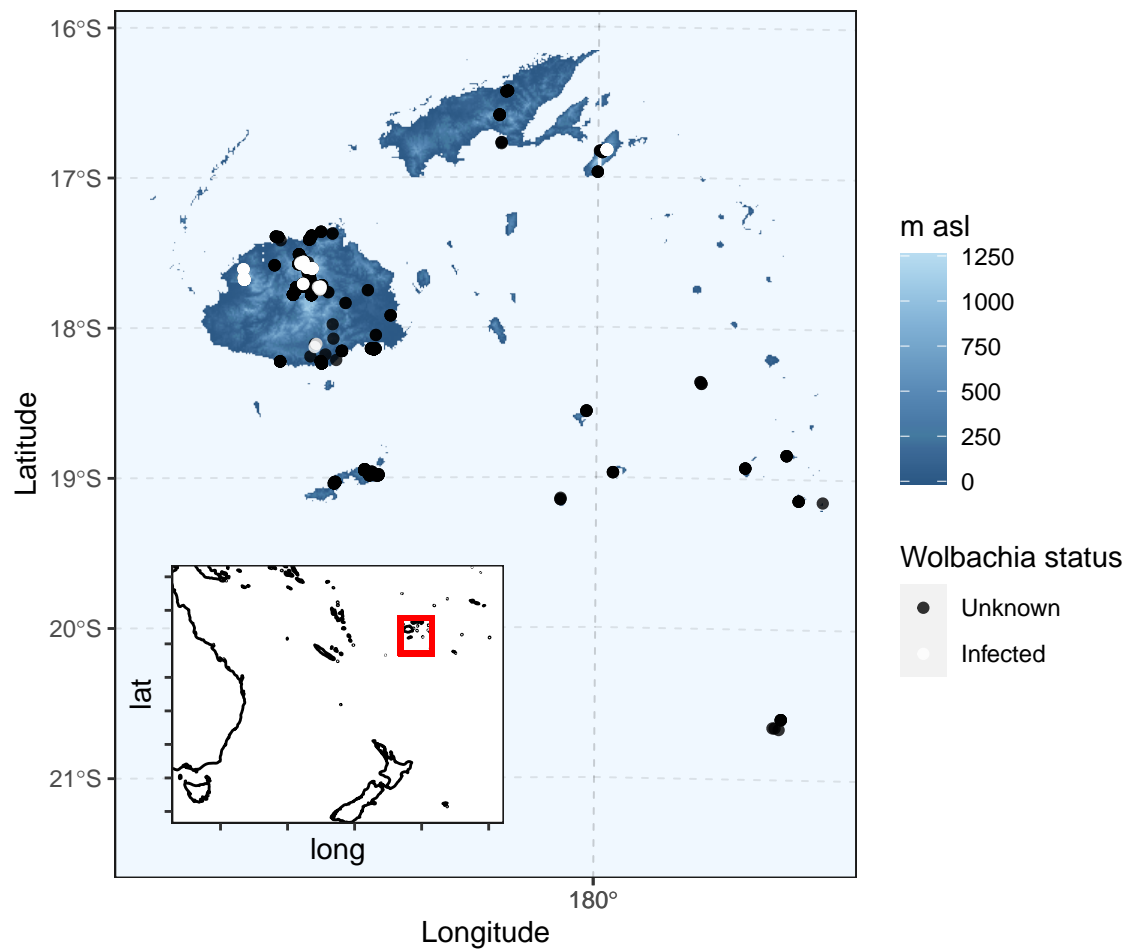 16°S
17°S
18°S
19°S
20°S
21°S
Latitude
180°
Longitude
lat
long
m asl
1250
1000
750
500
250
0
Wolbachia status
Unknown
Infected